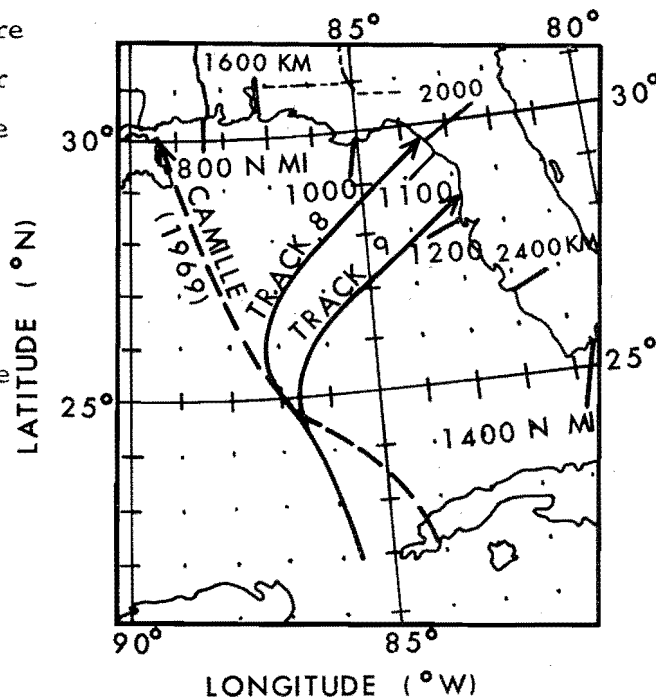 re
r
e
e
85° 80°
1600 KM
2000
30° 30°
800 N MI
1000 1100
CAMILLE
(1969)
TRACK 8
TRACK 9
1200 2400 KM
25° 25°
1400 N MI
90° 85°
LATITUDE (°N)
LONGITUDE (°W)